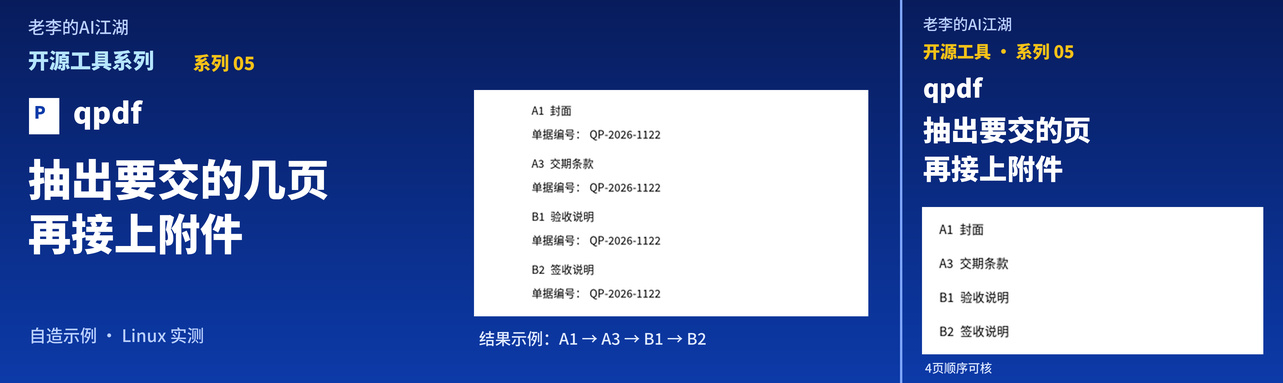 老李的AI江湖
开源工具系列 系列 05
P qpdf
抽出要交的几页
再接上附件
自造示例 · Linux 实测
A1 封面
单据编号： QP-2026-1122
A3 交期条款
单据编号： QP-2026-1122
B1 验收说明
单据编号： QP-2026-1122
B2 签收说明
单据编号： QP-2026-1122
结果示例：A1 → A3 → B1 → B2
老李的AI江湖
开源工具 · 系列 05
qpdf
抽出要交的页
再接上附件
A1 封面
A3 交期条款
B1 验收说明
B2 签收说明
4页顺序可核